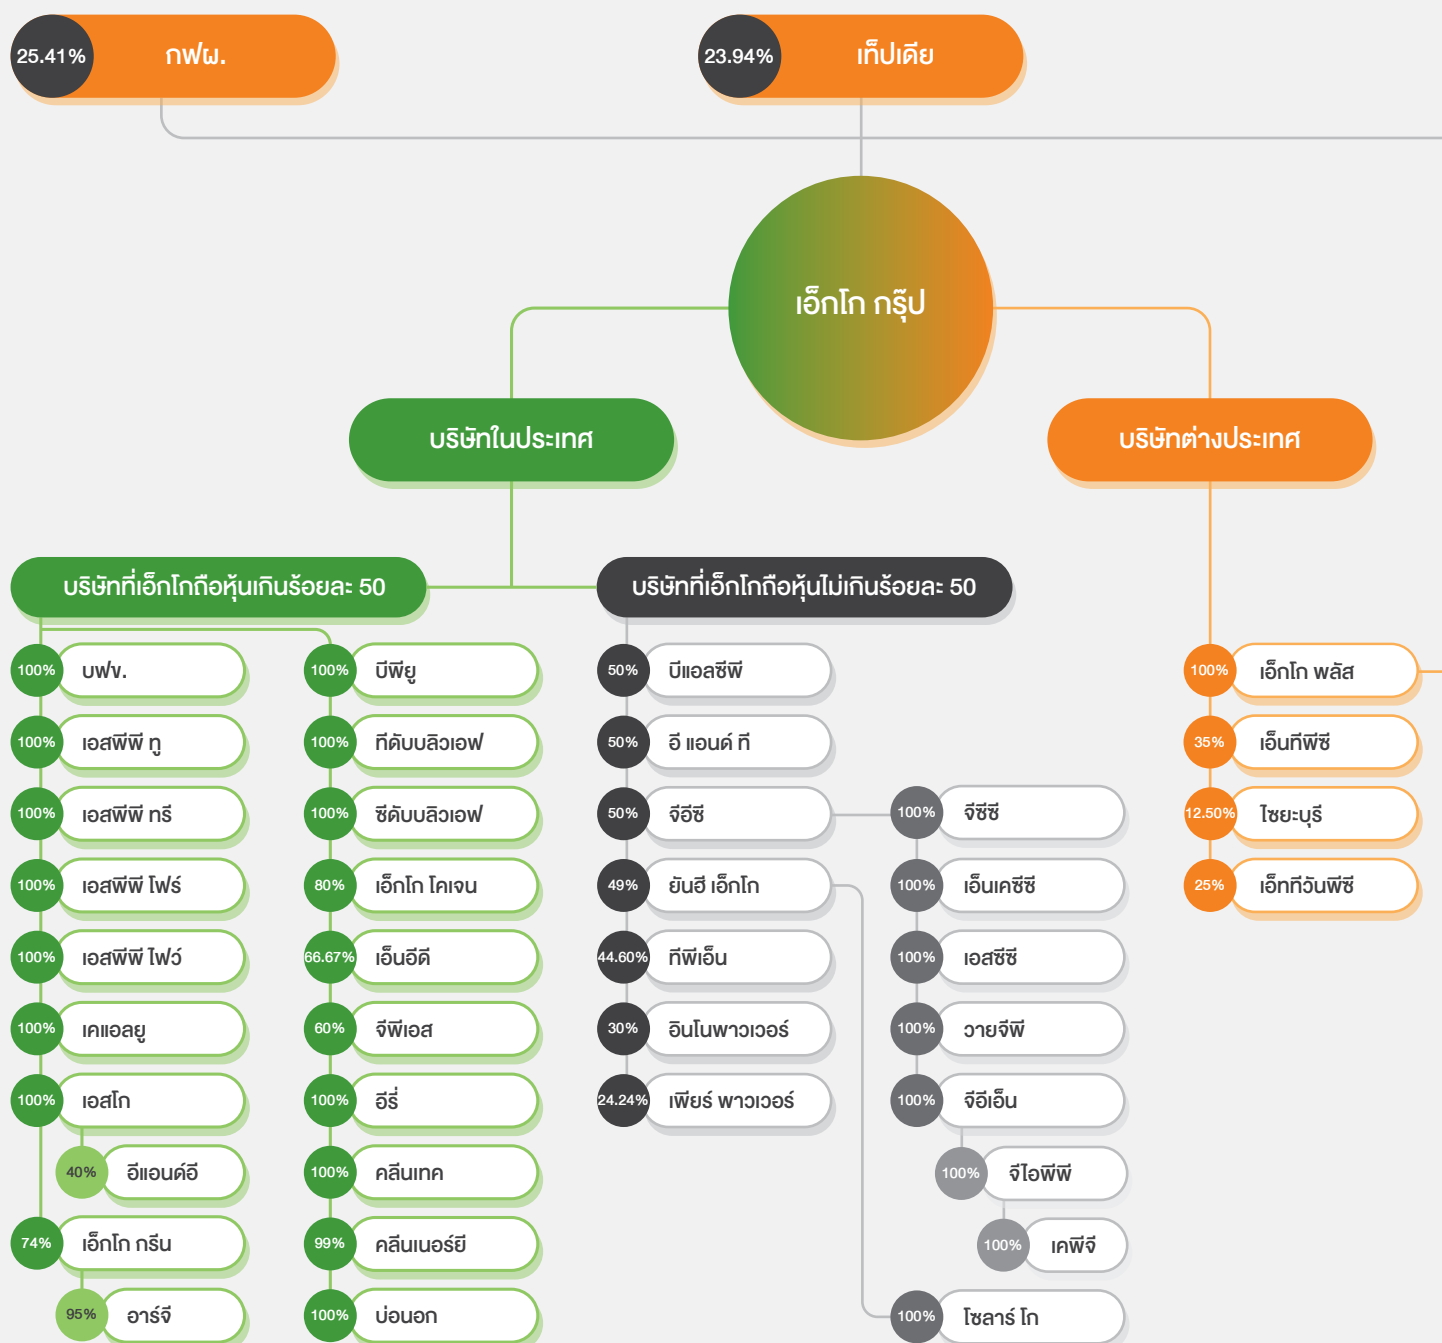 25.41% กฟผ.
23.94% เท็ปเดีย
เอ็กโก กรุ๊ป
บริษัทในประเทศ
บริษัทต่างประเทศ
บริษัทที่เอ็กโกถือหุ้นเกินร้อยละ 50
100% บฟข.
100% เอสพีพี ทู
100% เอสพีพี ทรี
100% เอสพีพี โฟร์
100% เอสพีพี ไฟว์
100% เคแอลยู
100% เอสโก
40% อีแอนด์อี
74% เอ็กโก กรีน
95% อาร์จี
100% บีพียู
100% ทีดับบลิวเอฟ
100% ซีดับบลิวเอฟ
80% เอ็กโก โคเจน
66.67% เอ็นอีดี
60% จีพีเอส
100% อีรี่
100% คลีนเทค
99% คลีนเนอร์ยี
100% บ่อนอก
บริษัทที่เอ็กโกถือหุ้นไม่เกินร้อยละ 50
50% บีแอลซีพี
50% อี แอนด์ ที
50% จีอีซี
49% ยันฮี เอ็กโก
44.60% ทีพีเอ็น
30% อินโนพาวเวอร์
24.24% เพียร์ พาวเวอร์
100% จีซีซี
100% เอ็นเคซีซี
100% เอสซีซี
100% วายจีพี
100% จีอีเอ็น
100% จีไอพีพี
100% เคพีจี
100% โซลาร์ โก
100% เอ็กโก พลัส
35% เอ็นทีพีซี
12.50% ไซยะบุรี
25% เอ็ททีวันพีซี